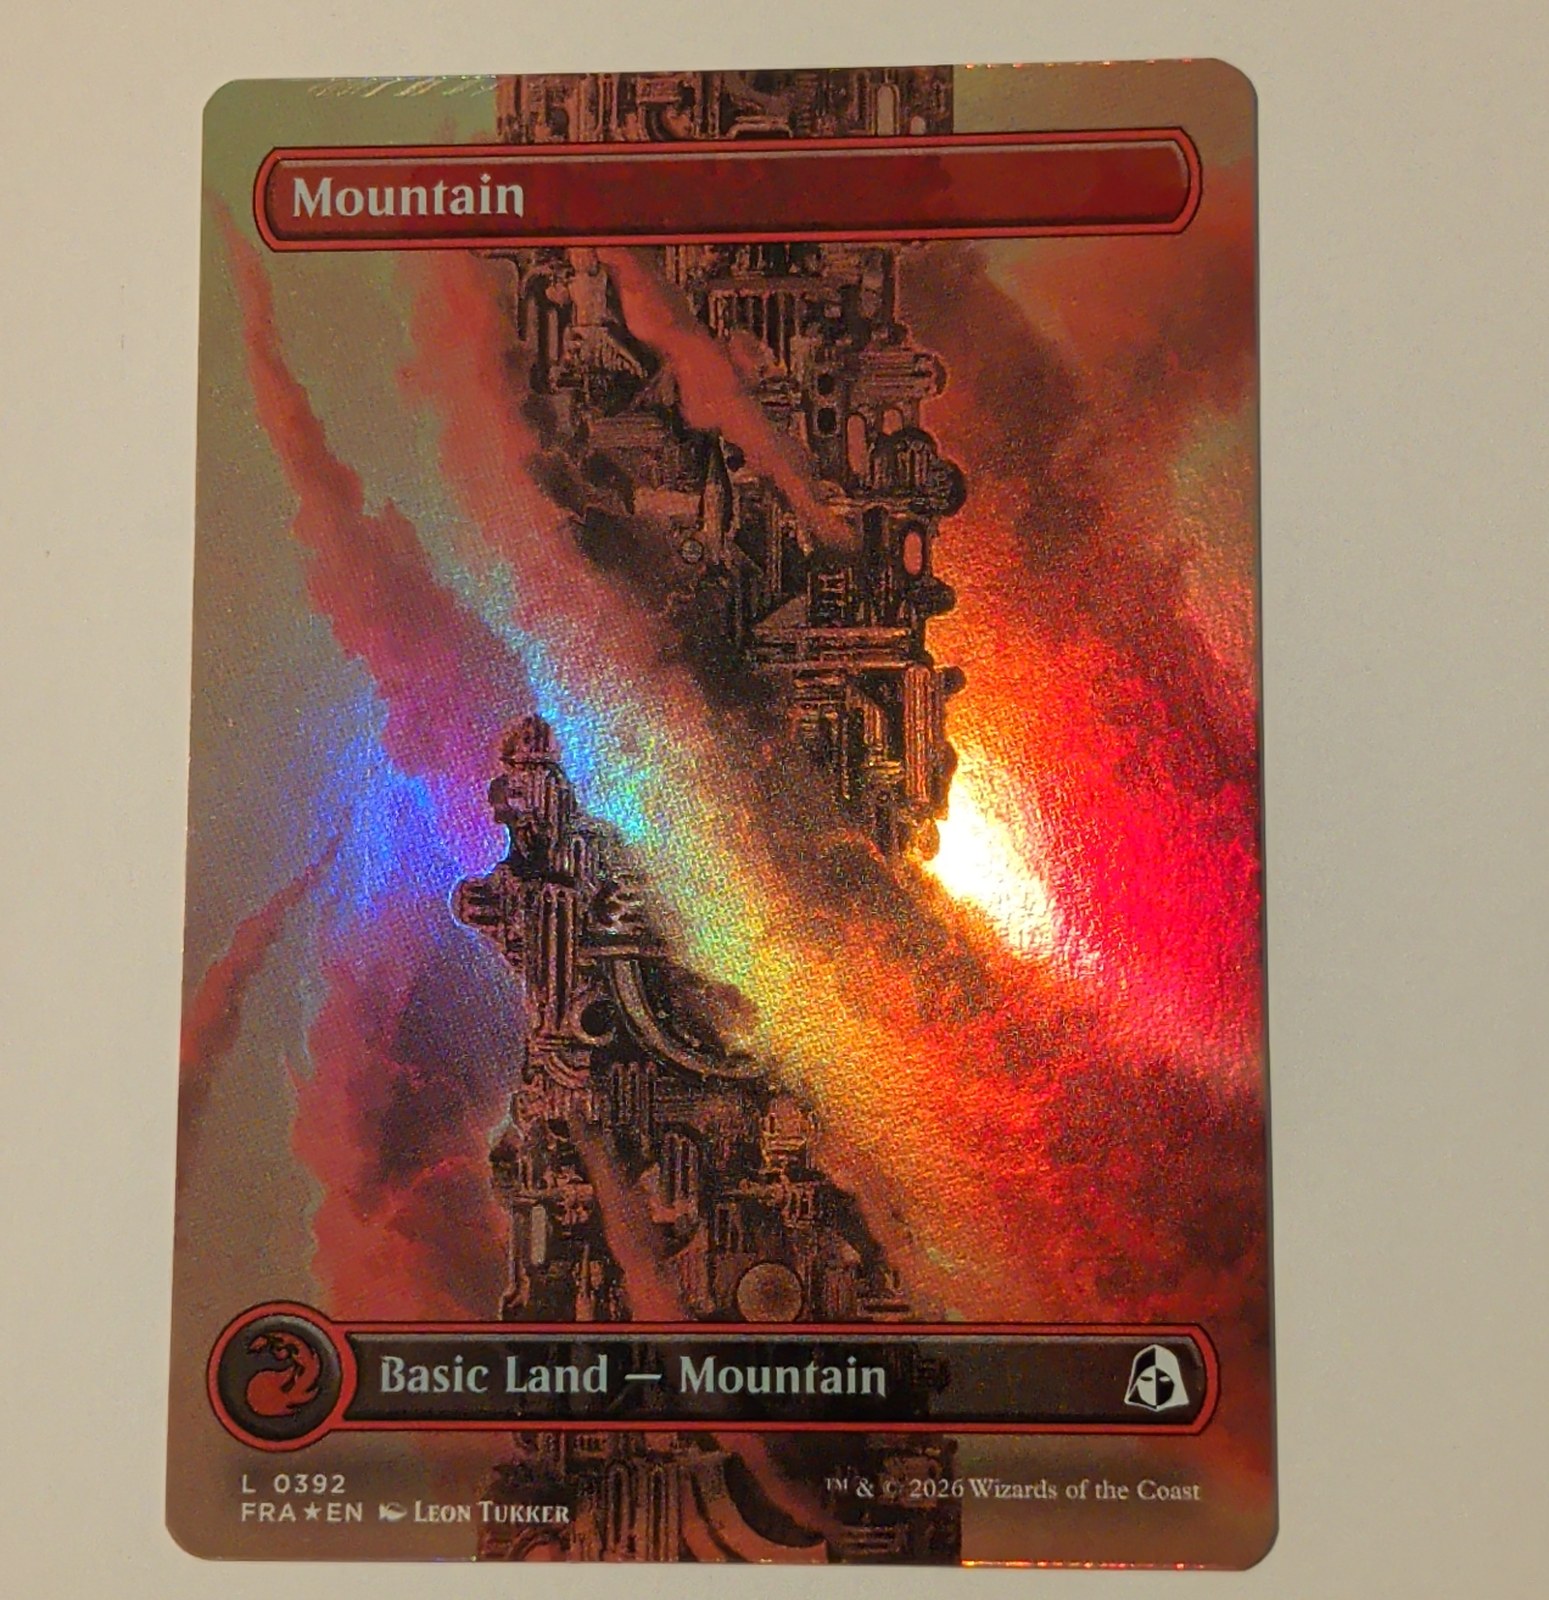 Mountain
Basic Land — Mountain
L 0392
™ & © 2026 Wizards of the Coast
FRA★EN Leon Tukker